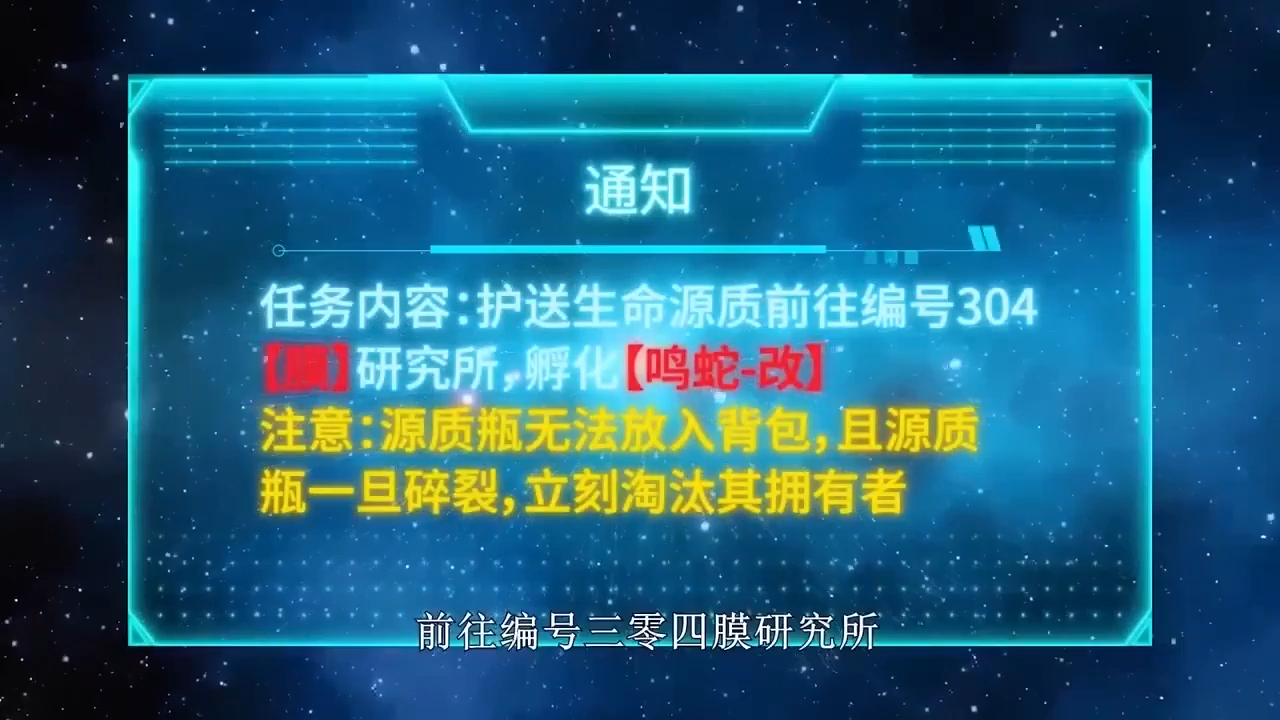 通知
任务内容：护送生命源质前往编号304
【膜】研究所，孵化【鸣蛇-改】
注意：源质瓶无法放入背包，且源质
瓶一旦碎裂，立刻淘汰其拥有者
前往编号三零四膜研究所